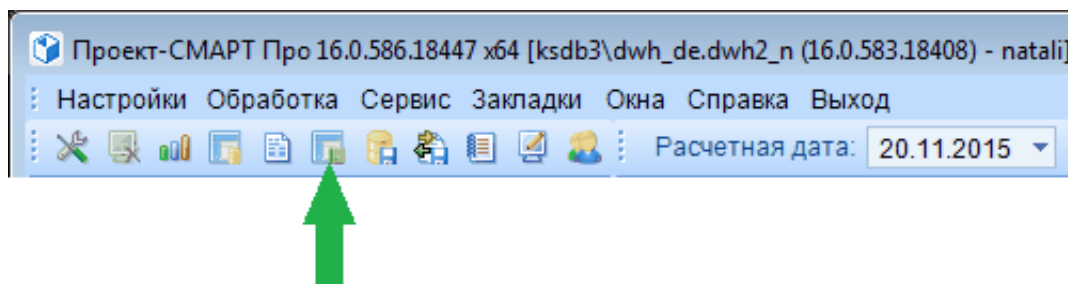 Проект-СМАРТ Про 16.0.586.18447 x64 [ksdb3\dwh_de.dwh2_n (16.0.583.18408) - natali]
Настройки Обработка Сервис Закладки Окна Справка Выход
Расчетная дата: 20.11.2015